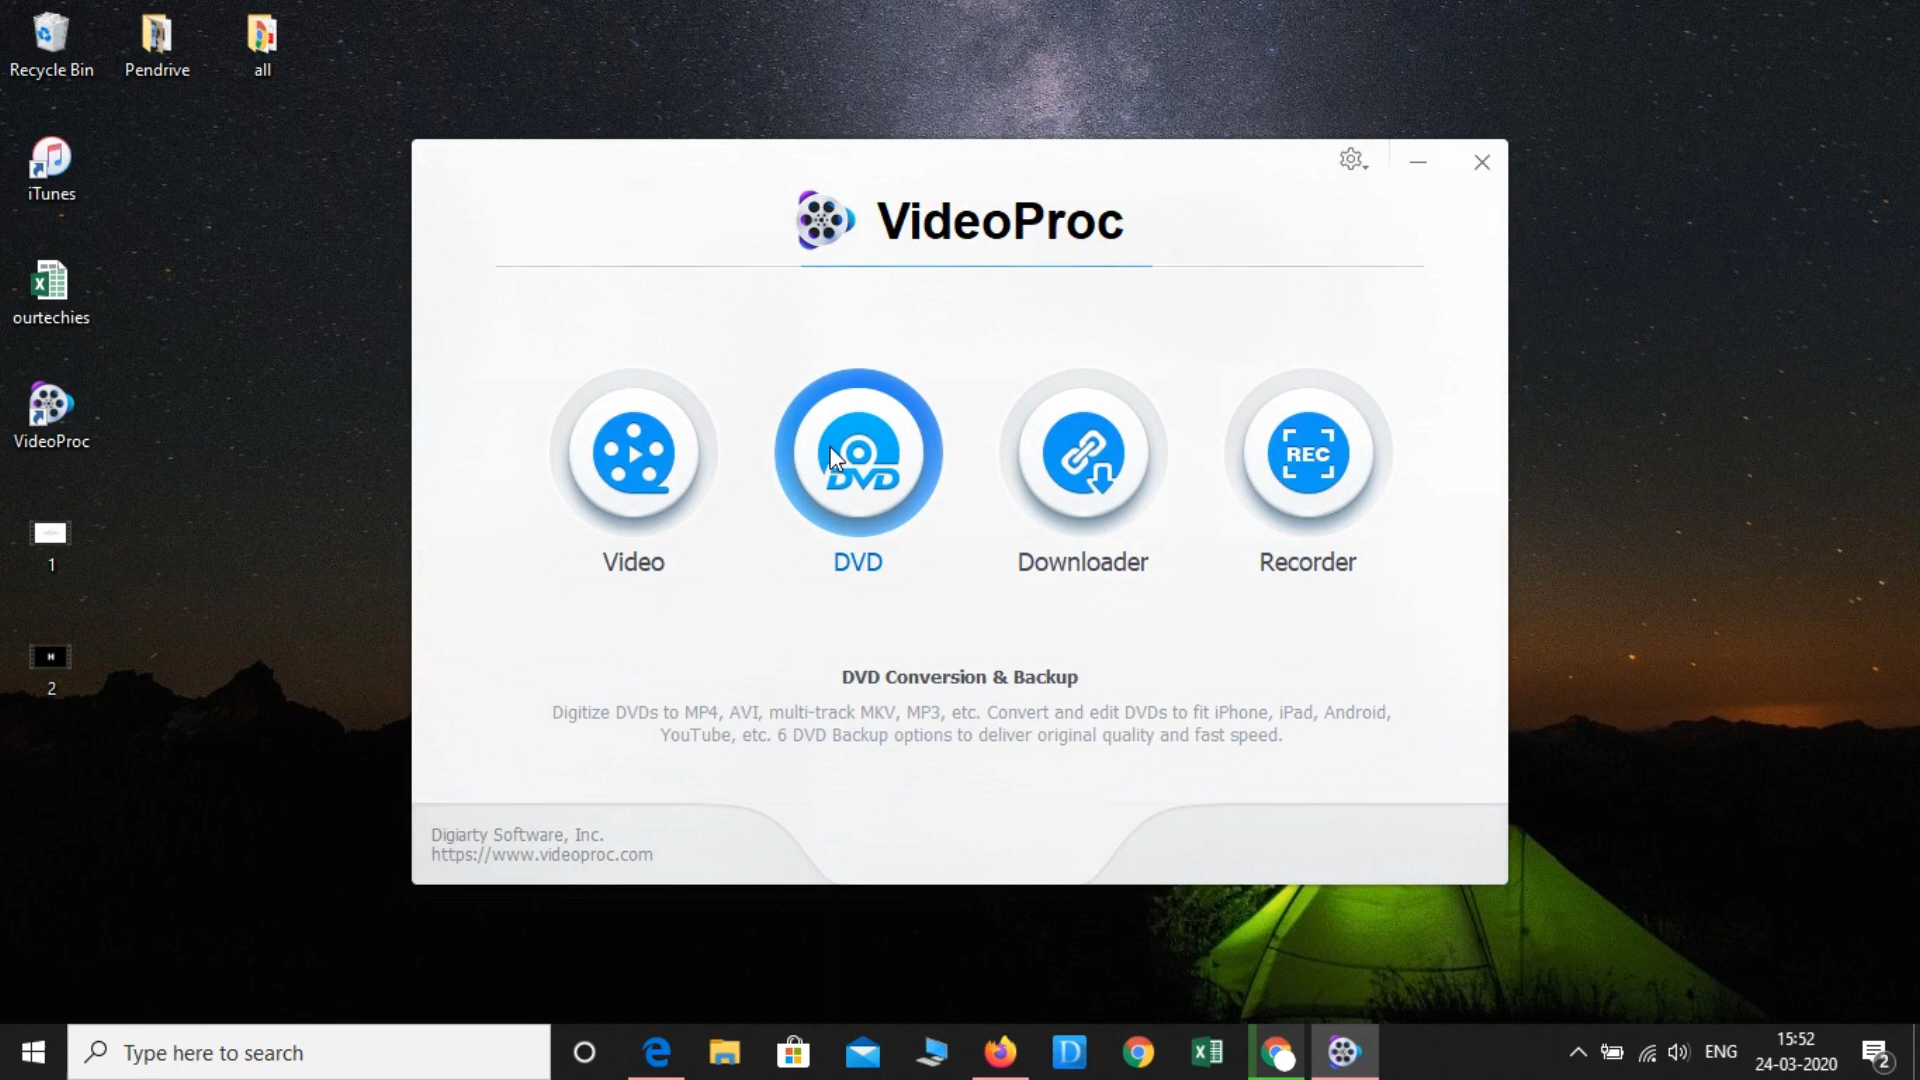 Recycle Bin
Pendrive
all
iTunes
ourtechies
VideoProc
1
2
VideoProc
DVD
REC
Video
DVD
Downloader
Recorder
DVD Conversion & Backup
Digitize DVDs to MP4, AVI, multi-track MKV, MP3, etc. Convert and edit DVDs to fit iPhone, iPad, Android,
YouTube, etc. 6 DVD Backup options to deliver original quality and fast speed.
Digiarty Software, Inc.
https://www.videoproc.com
Type here to search
ENG
15:52
24-03-2020
2